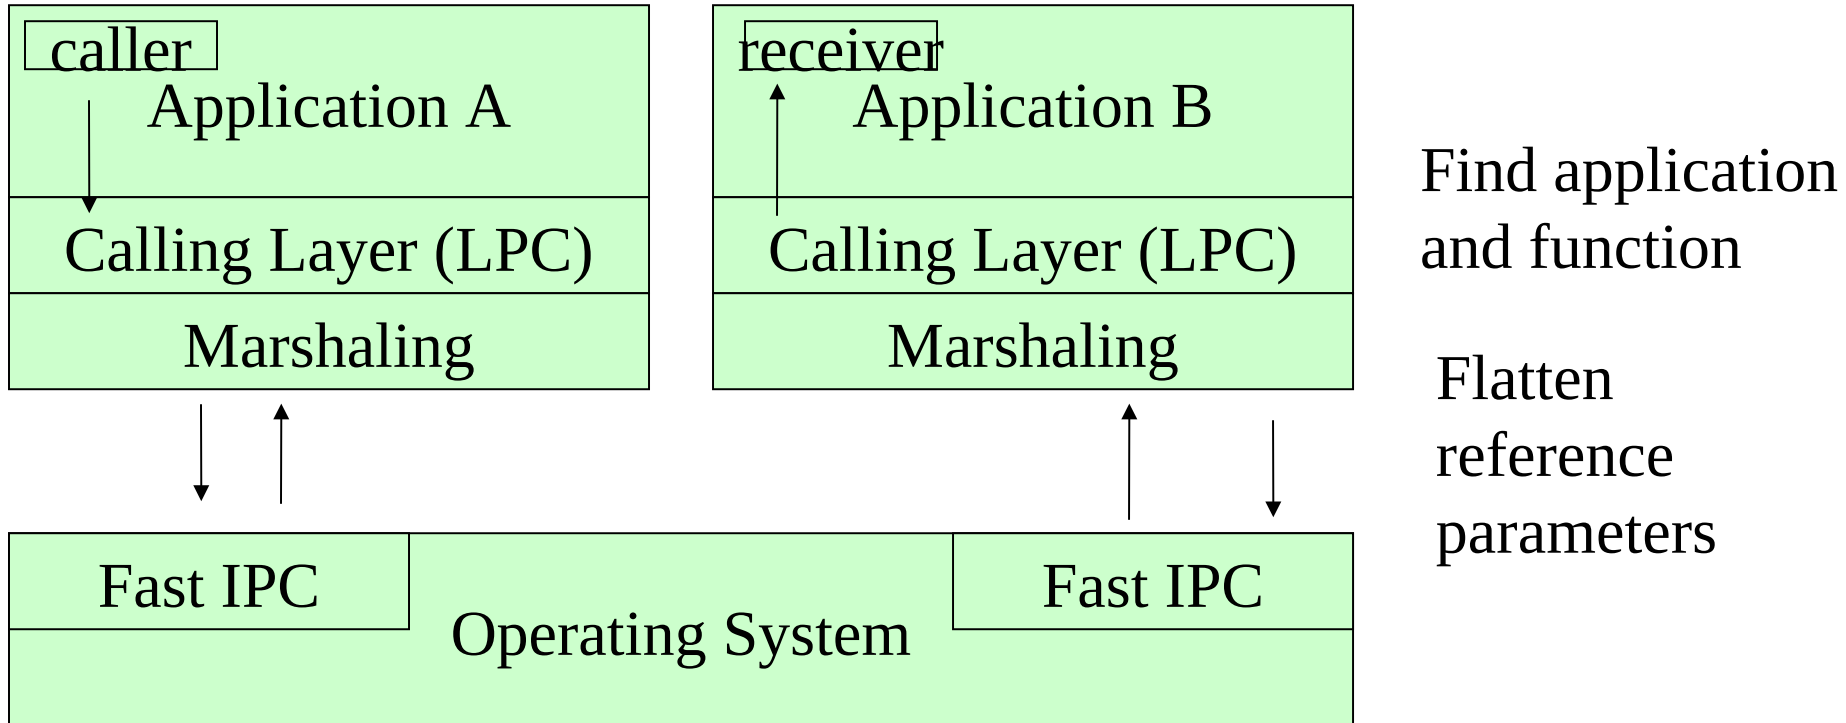 caller
Application A
Calling Layer (LPC)
Marshaling
receiver
Application B
Calling Layer (LPC)
Marshaling
Find application
and function
Flatten
reference
parameters
Fast IPC
Operating System
Fast IPC